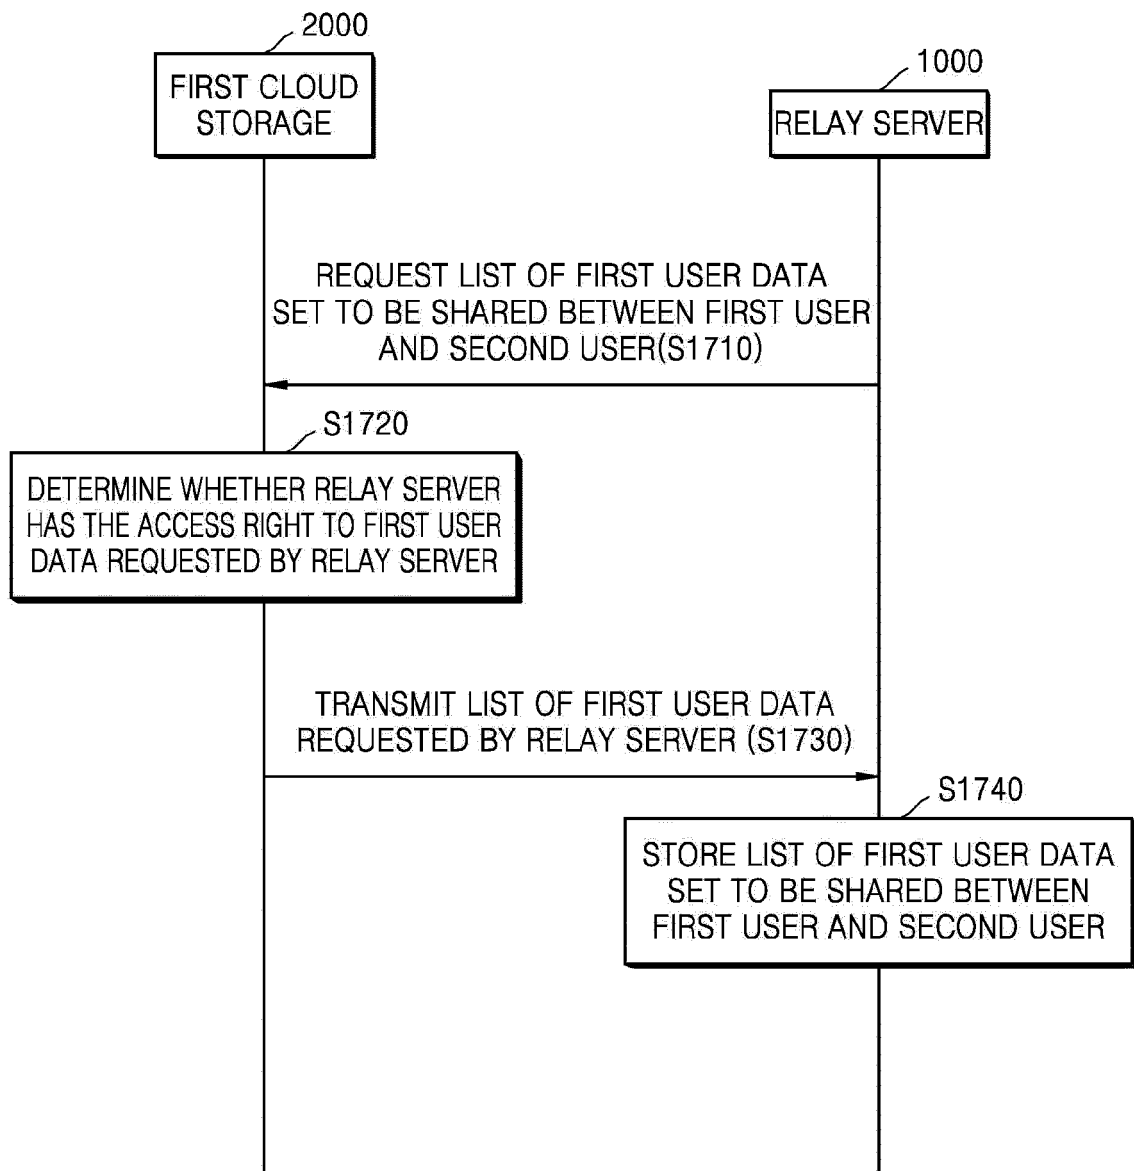 2000
FIRST CLOUD
STORAGE
1000
RELAY SERVER
REQUEST LIST OF FIRST USER DATA
SET TO BE SHARED BETWEEN FIRST USER
AND SECOND USER(S1710)
S1720
DETERMINE WHETHER RELAY SERVER
HAS THE ACCESS RIGHT TO FIRST USER
DATA REQUESTED BY RELAY SERVER
TRANSMIT LIST OF FIRST USER DATA
REQUESTED BY RELAY SERVER (S1730)
S1740
STORE LIST OF FIRST USER DATA
SET TO BE SHARED BETWEEN
FIRST USER AND SECOND USER